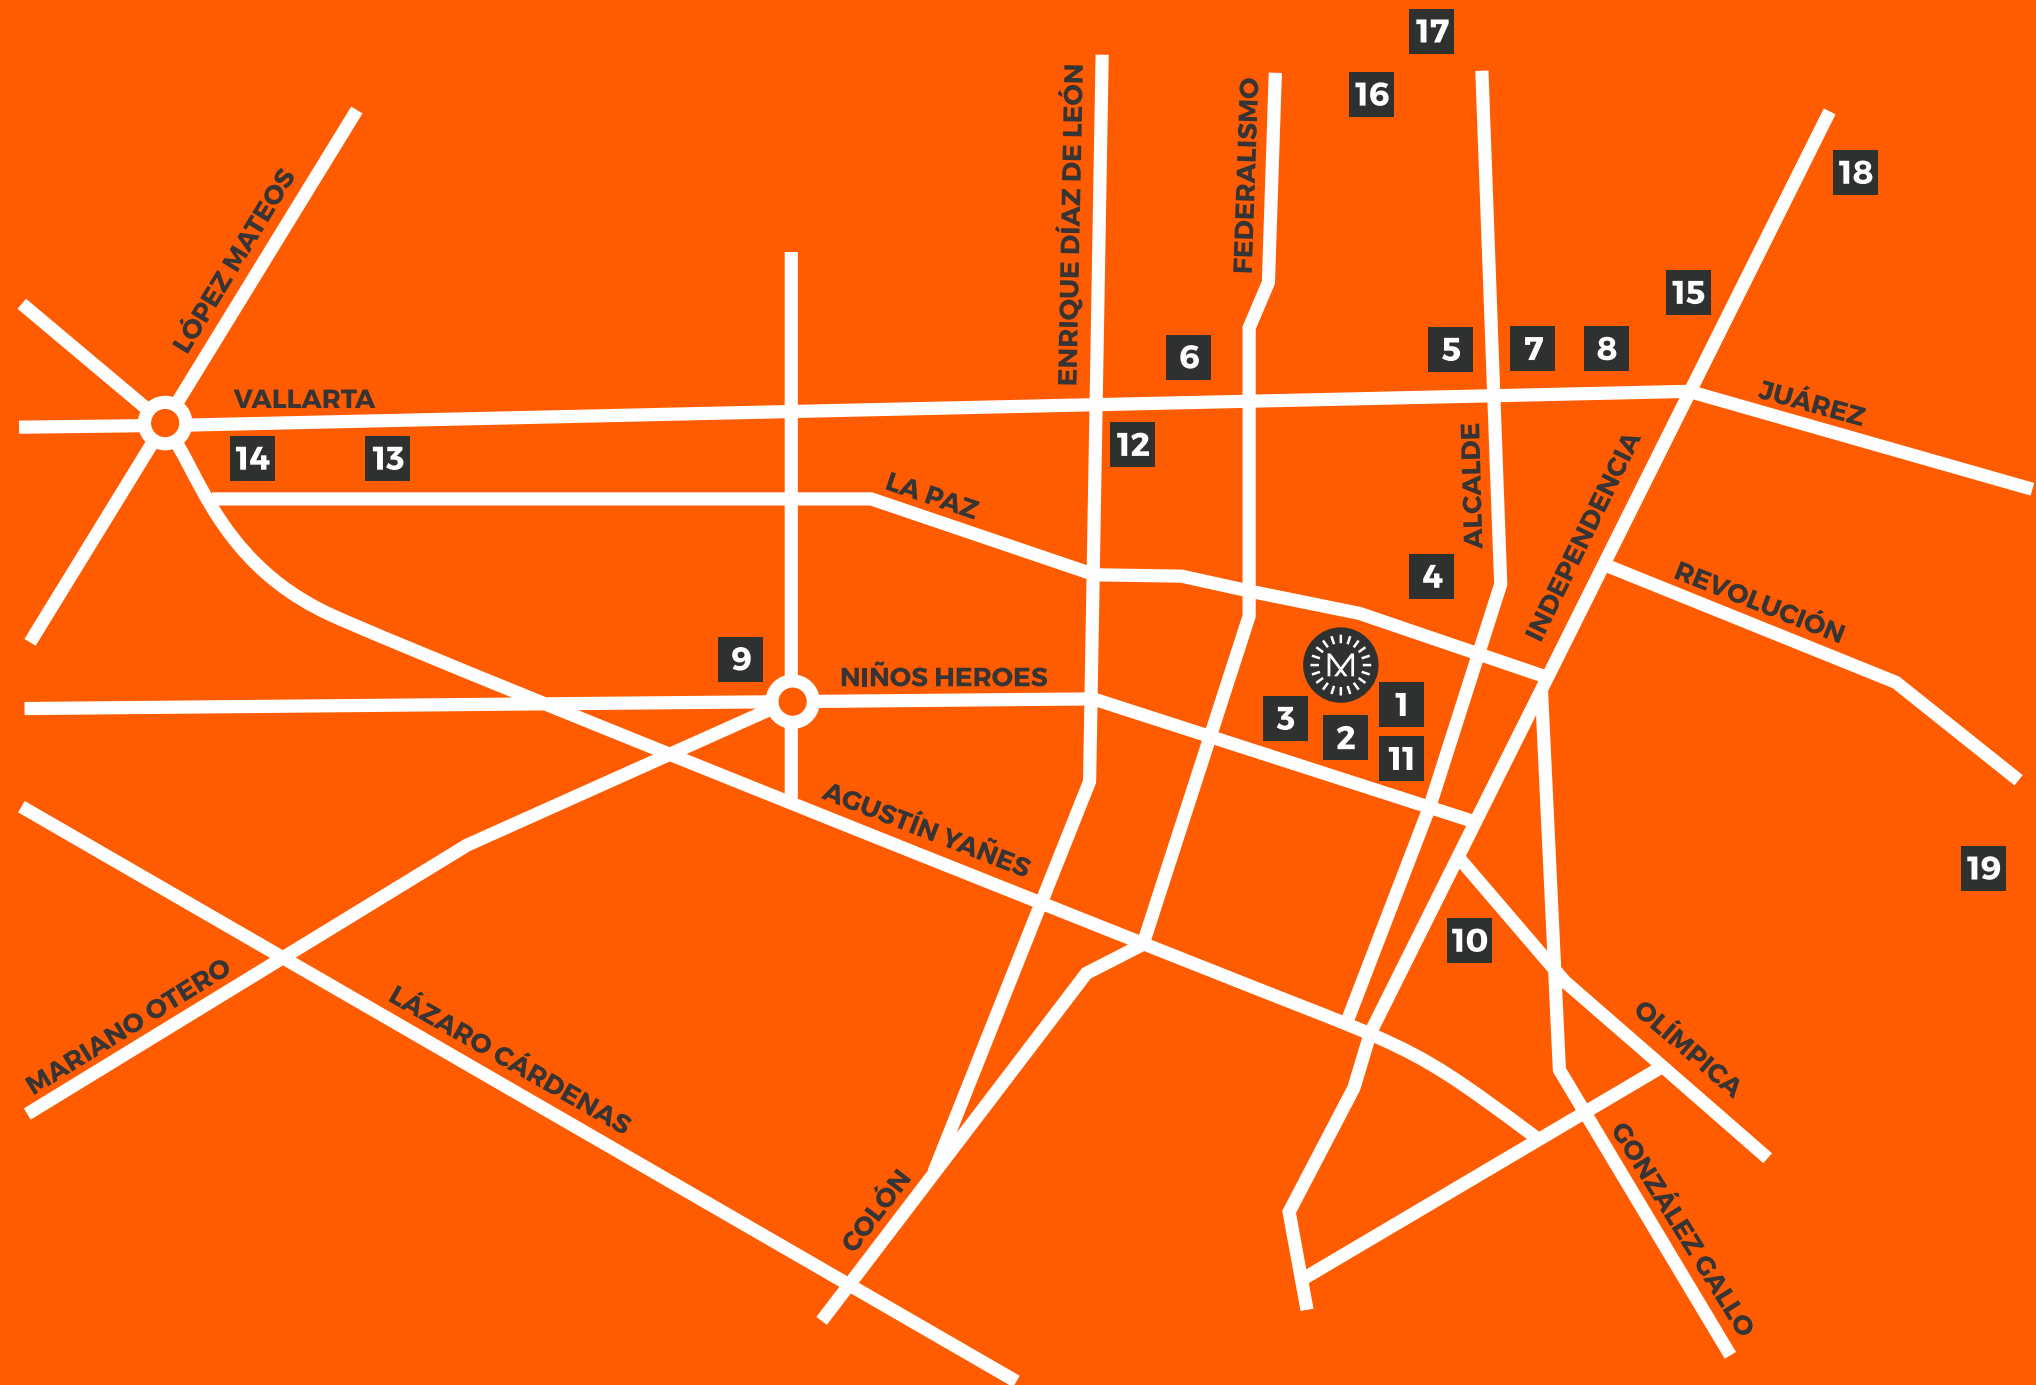 17
16
ENRIQUE DÍAZ DE LEÓN
FEDERALISMO
18
LÓPEZ MATEOS
15
6
5
7
8
VALLARTA
JUÁREZ
14
13
12
LA PAZ
ALCALDE
INDEPENDENCIA
4
REVOLUCIÓN
9
NIÑOS HEROES
M
1
3
2
11
AGUSTÍN YAÑES
19
10
MARIANO OTERO
LÁZARO CÁRDENAS
OLÍMPICA
COLÓN
GONZÁLEZ GALLO